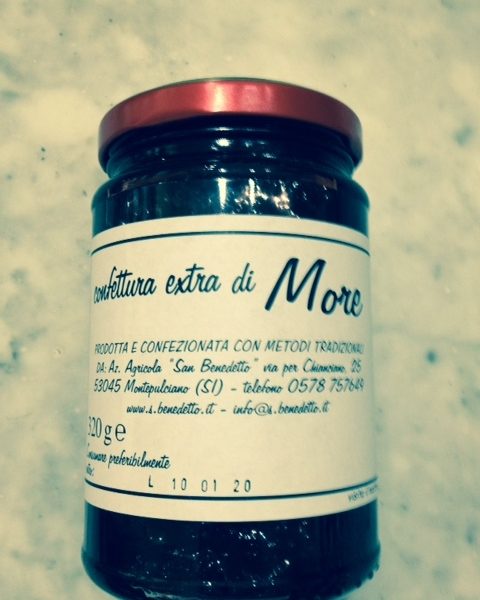 confettura extra di More
PRODOTTA E CONFEZIONATA CON METODI TRADIZIONALI
DA: Az. Agricola "San Benedetto" via per Chianciano, 25
53045 Montepulciano (SI) - telefono 0578 757649
www.s.benedetto.it - info@s.benedetto.it
320 g e
Consumare preferibilmente
entro:
L 10 01 20